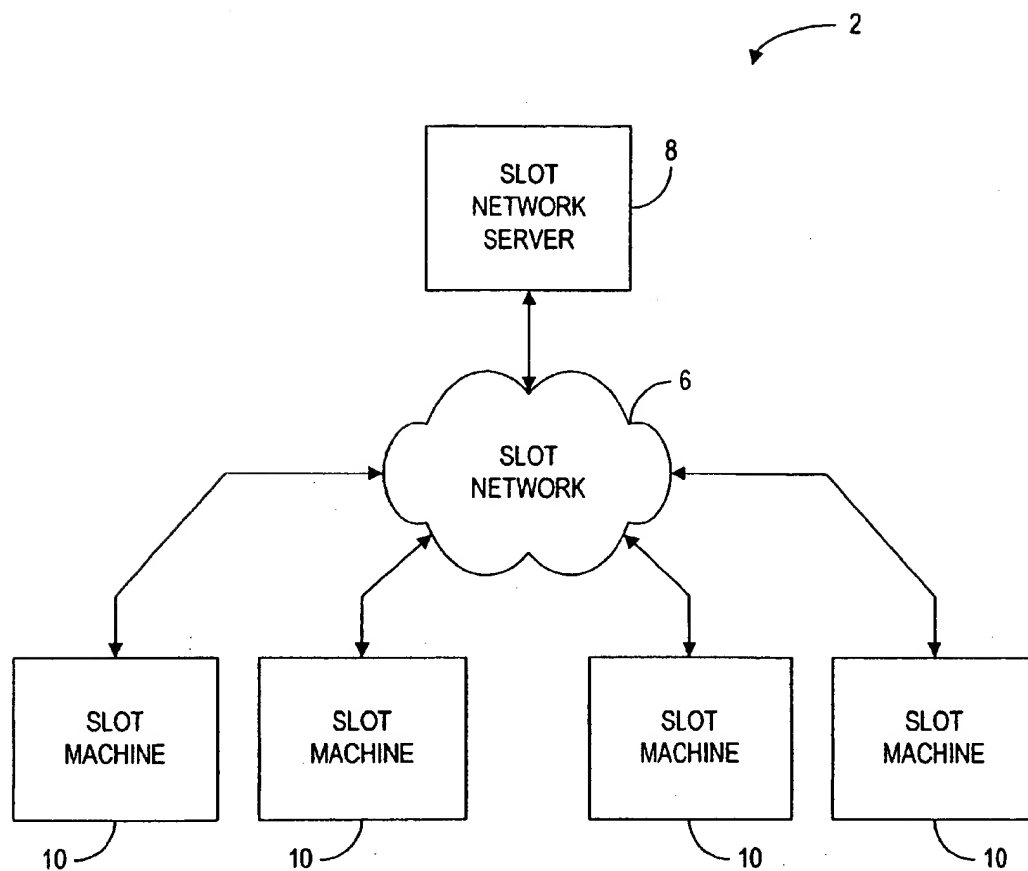 2
8
SLOT
NETWORK
SERVER
6
SLOT
NETWORK
SLOT
MACHINE
SLOT
MACHINE
SLOT
MACHINE
SLOT
MACHINE
10
10
10
10